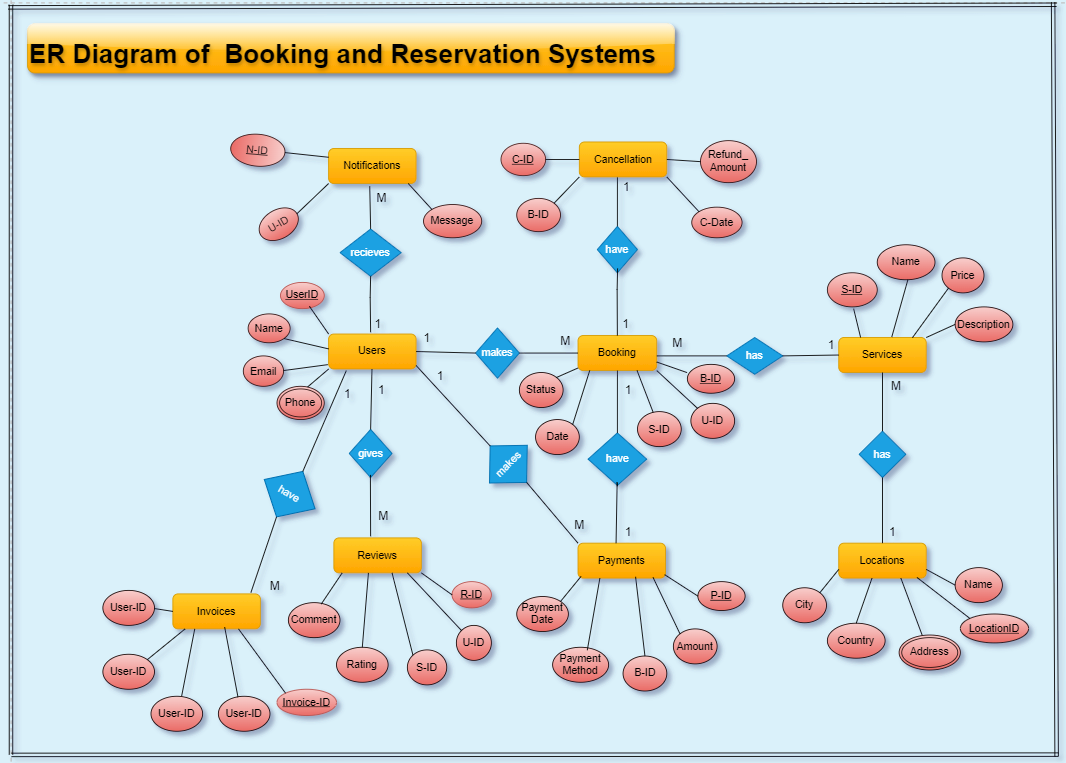 ER Diagram of  Booking and Reservation Systems
N-ID
Notifications
U-ID
Message
M
recieves
1
C-ID
Cancellation
Refund_
Amount
B-ID
C-Date
1
have
1
UserID
Name
Email
Phone
Users
1
makes
M
Booking
M
has
1
Services
S-ID
Name
Price
Description
Status
Date
S-ID
U-ID
B-ID
1
1
1
1
have
gives
makes
have
M
has
M
M
M
1
1
Invoices
User-ID
User-ID
User-ID
User-ID
Invoice-ID
Reviews
Comment
Rating
S-ID
U-ID
R-ID
Payments
Payment
Date
Payment
Method
B-ID
Amount
P-ID
Locations
City
Country
Address
LocationID
Name